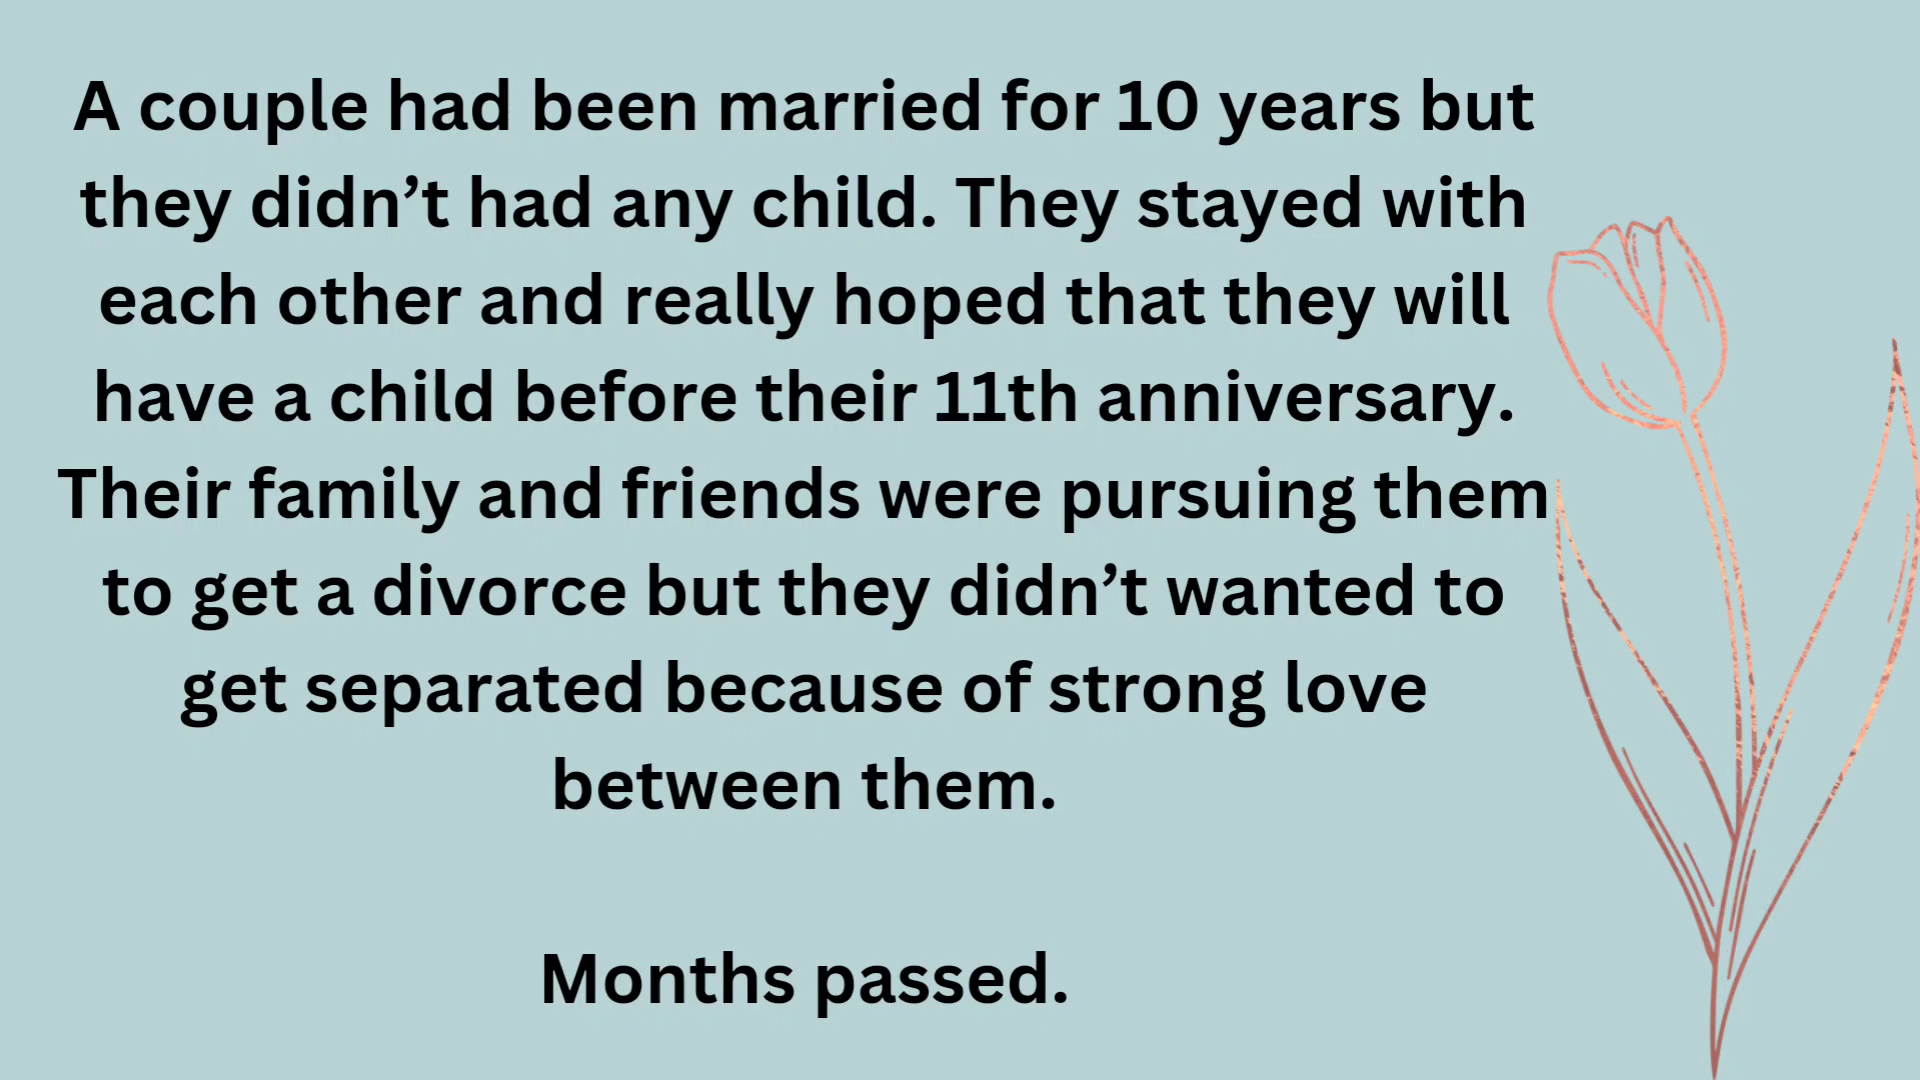 A couple had been married for 10 years but
they didn’t had any child. They stayed with
each other and really hoped that they will
have a child before their 11th anniversary.
Their family and friends were pursuing them
to get a divorce but they didn’t wanted to
get separated because of strong love
between them.
Months passed.